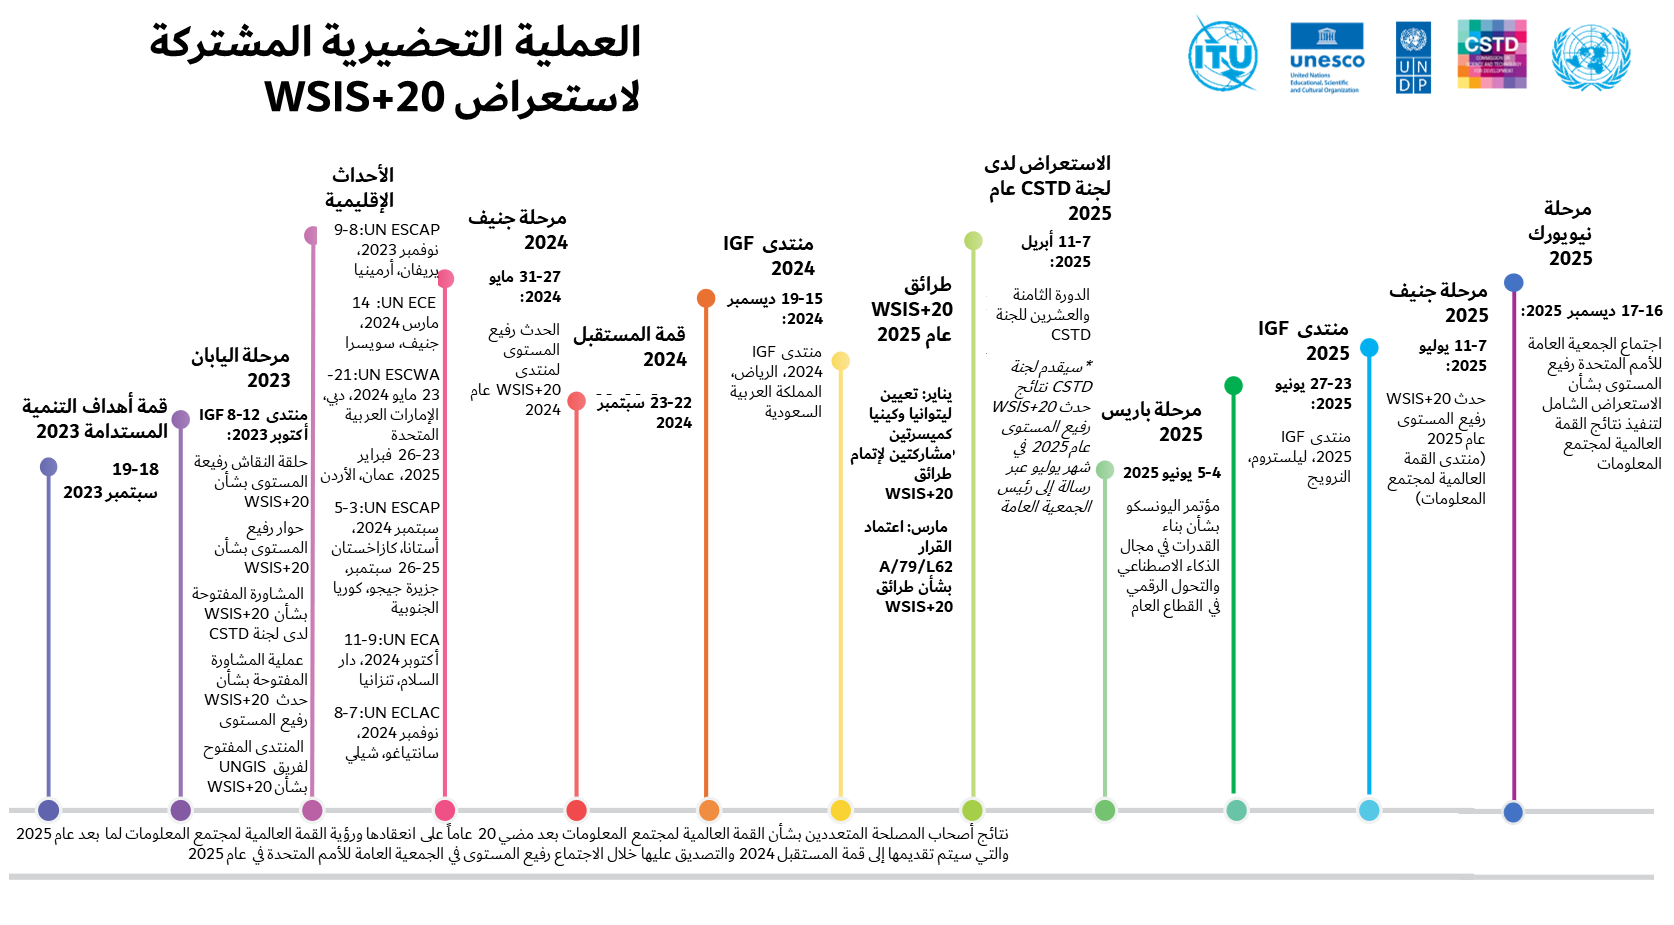 العملية التحضيرية المشتركة
لاستعراض WSIS+20
ITU
unesco
United Nations
Educational, Scientific
and Cultural Organization
UN
DP
CSTD
COMMISSION ON
SCIENCE AND TECHNOLOGY
FOR DEVELOPMENT
قمة أهداف التنمية
المستدامة 2023
19-18
سبتمبر 2023
مرحلة اليابان
2023
منتدى IGF 8-12
أكتوبر 2023:
حلقة النقاش رفيعة
المستوى بشأن
WSIS+20
حوار رفيع
المستوى بشأن
WSIS+20
المشاورة المفتوحة
بشأن WSIS+20
لدى لجنة CSTD
عملية المشاورة
المفتوحة بشأن
حدث WSIS+20
رفيع المستوى
المنتدى المفتوح
لفريق UNGIS
بشأن WSIS+20
الأحداث
الإقليمية
UN ESCAP:‏ 9-8
نوفمبر 2023،
يريفان، أرمينيا
UN ECE:‏ 14
مارس 2024،
جنيف، سويسرا
UN ESCWA:‏ 21-
23 مايو 2024، دبي،
الإمارات العربية
المتحدة
26-23 فبراير
2025، عمان، الأردن
UN ESCAP:‏ 5-3
سبتمبر 2024،
أستانا، كازاخستان
26-25 سبتمبر،
جزيرة جيجو، كوريا
الجنوبية
UN ECA:‏ 11-9
أكتوبر 2024، دار
السلام، تنزانيا
UN ECLAC:‏ 8-7
نوفمبر 2024،
سانتياغو، شيلي
مرحلة جنيف
2024
31-27 مايو
2024:
الحدث رفيع
المستوى
لمنتدى
WSIS+20 عام
2024
قمة المستقبل
2024
23-22 سبتمبر
2024
منتدى IGF
2024
19-15 ديسمبر
2024:
منتدى IGF
2024، الرياض،
المملكة العربية
السعودية
طرائق
WSIS+20
عام 2025
يناير: تعيين
ليتوانيا وكينيا
كميسرتين
مشاركتين لإتمام
طرائق
WSIS+20
مارس: اعتماد
القرار
A/79/L62
بشأن طرائق
WSIS+20
الاستعراض لدى
لجنة CSTD عام
2025
11-7 أبريل
2025:
الدورة الثامنة
والعشرين للجنة
CSTD
*سيقدم لجنة
CSTD نتائج
حدث WSIS+20
رفيع المستوى
عام 2025 في
شهر يوليو عبر
رسالة إلى رئيس
الجمعية العامة
مرحلة باريس
2025
5-4 يونيو 2025
مؤتمر اليونسكو
بشأن بناء
القدرات في مجال
الذكاء الاصطناعي
والتحول الرقمي
في القطاع العام
منتدى IGF
2025
27-23 يونيو
2025:
منتدى IGF
2025، ليلستروم،
النرويج
مرحلة جنيف
2025
11-7 يوليو
2025:
حدث WSIS+20
رفيع المستوى
عام 2025
(منتدى القمة
العالمية لمجتمع
المعلومات)
مرحلة
نيويورك
2025
17-16 ديسمبر 2025:
اجتماع الجمعية العامة
للأمم المتحدة رفيع
المستوى بشأن
الاستعراض الشامل
لتنفيذ نتائج القمة
العالمية لمجتمع
المعلومات
نتائج أصحاب المصلحة المتعددين بشأن القمة العالمية لمجتمع المعلومات بعد مضي 20 عاماً على انعقادها ورؤية القمة العالمية لمجتمع المعلومات لما بعد عام 2025
والتي سيتم تقديمها إلى قمة المستقبل 2024 والتصديق عليها خلال الاجتماع رفيع المستوى في الجمعية العامة للأمم المتحدة في عام 2025